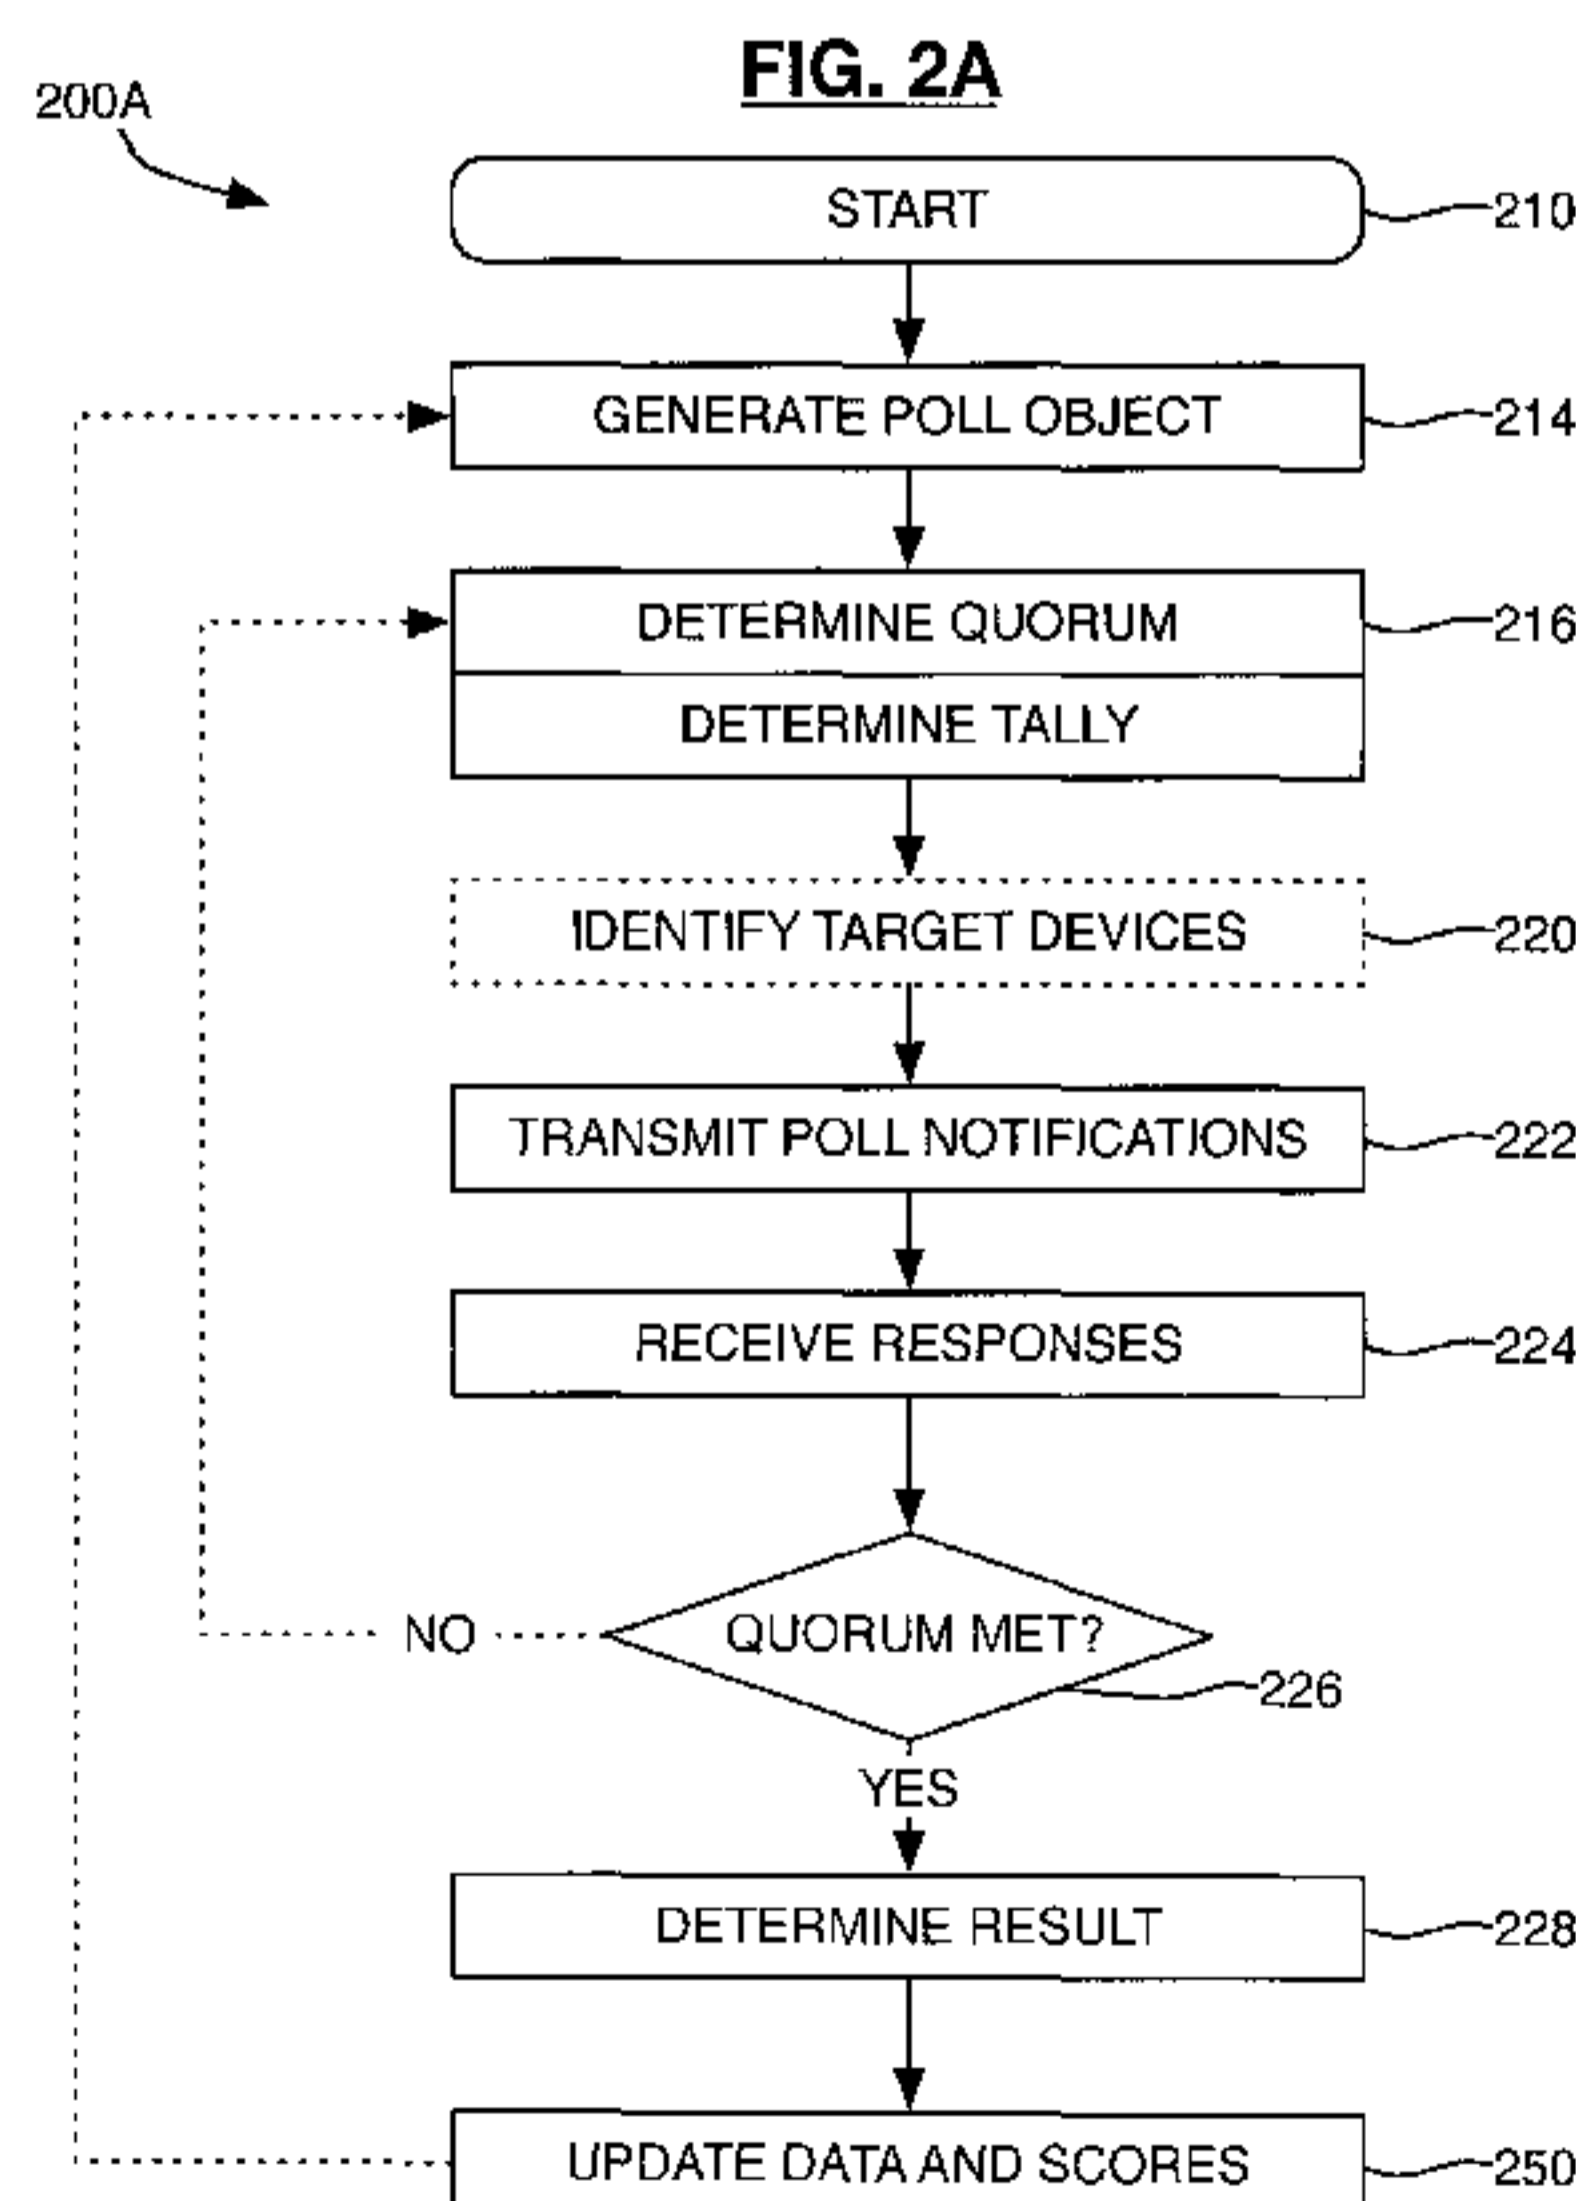 FIG. 2A
200A
START
210
GENERATE POLL OBJECT
214
DETERMINE QUORUM
216
DETERMINE TALLY
IDENTIFY TARGET DEVICES
220
TRANSMIT POLL NOTIFICATIONS
222
RECEIVE RESPONSES
224
NO
QUORUM MET?
226
YES
DETERMINE RESULT
228
UPDATE DATA AND SCORES
250